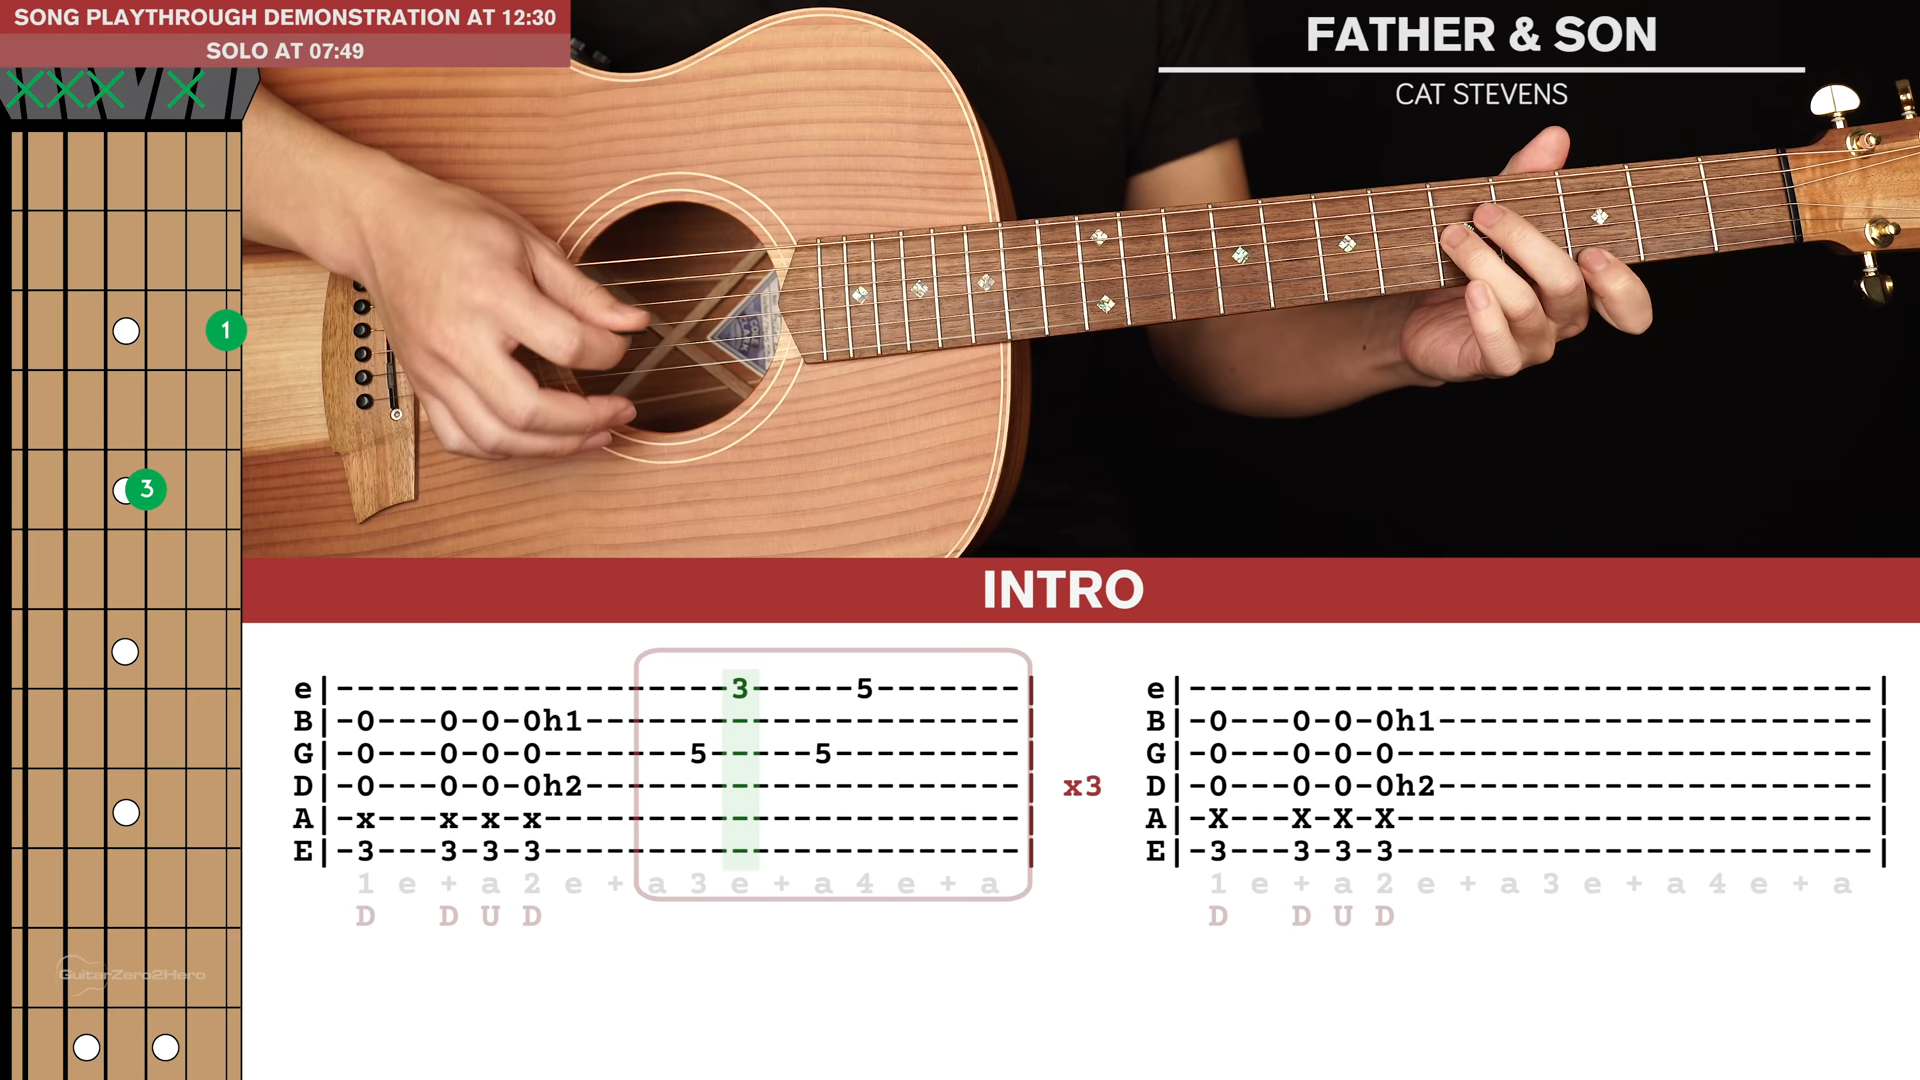 SONG PLAYTHROUGH DEMONSTRATION AT 12:30
SOLO AT 07:49
FATHER & SON
CAT STEVENS
XXX X
1
3
INTRO
e|-------------------3-----5-------|
B|-0---0-0-0h1---------------------|
G|-0---0-0-0-------5-----5---------|
D|-0---0-0-0h2---------------------|
A|-x---x-x-x-----------------------|
E|-3---3-3-3-----------------------|
1 e + a 2 e + a 3 e + a 4 e + a
D D U D
x3
e|---------------------------------|
B|-0---0-0-0h1---------------------|
G|-0---0-0-0-----------------------|
D|-0---0-0-0h2---------------------|
A|-X---X-X-X-----------------------|
E|-3---3-3-3-----------------------|
1 e + a 2 e + a 3 e + a 4 e + a
D D U D
GuitarZero2Hero